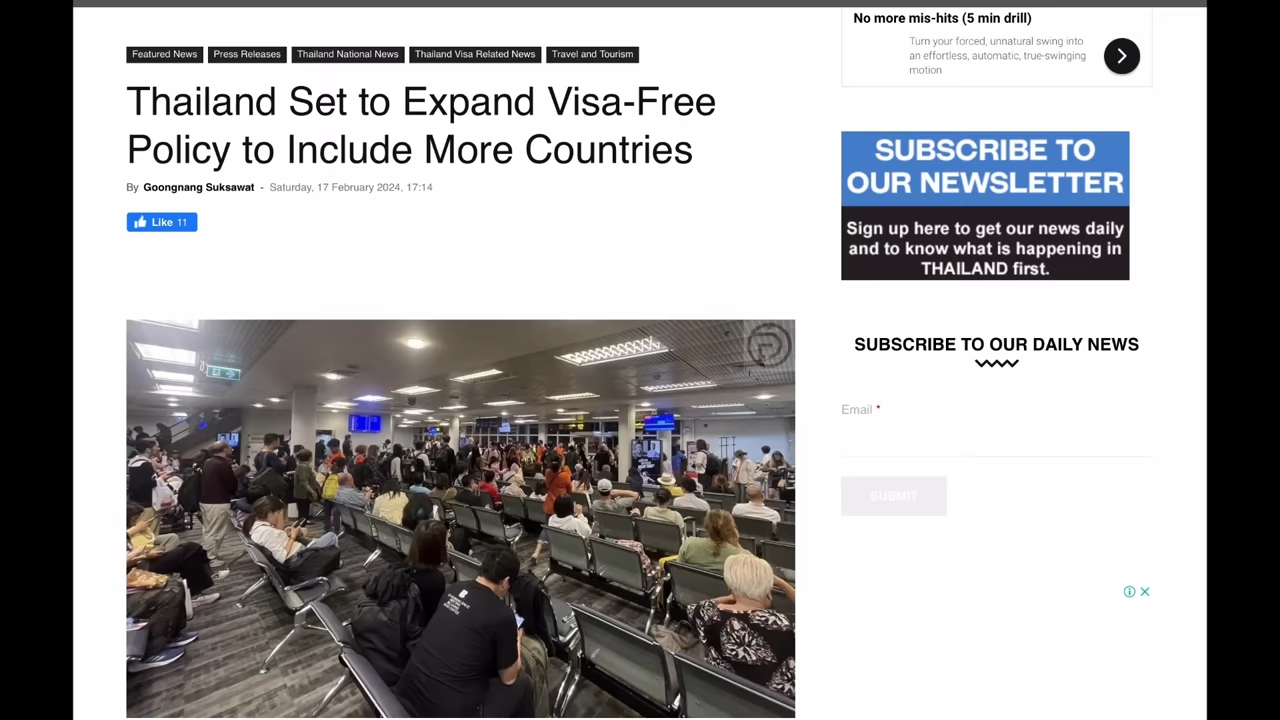 No more mis-hits (5 min drill)
Turn your forced, unnatural swing into
an effortless, automatic, true-swinging
motion
Featured News
Press Releases
Thailand National News
Thailand Visa Related News
Travel and Tourism
Thailand Set to Expand Visa-Free
Policy to Include More Countries
By Goongnang Suksawat - Saturday, 17 February 2024, 17:14
Like 11
SUBSCRIBE TO
OUR NEWSLETTER
Sign up here to get our news daily
and to know what is happening in
THAILAND first.
SUBSCRIBE TO OUR DAILY NEWS
Email *
SUBMIT